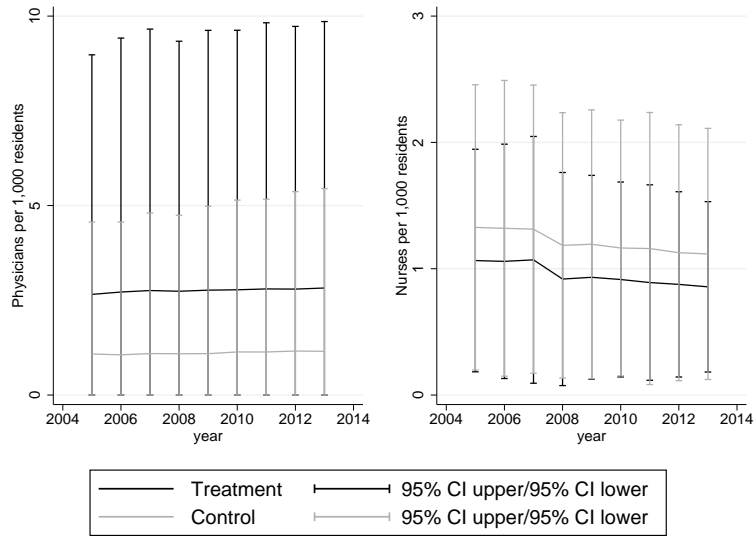 Physicians per 1,000 residents
10
5
0
2004 2006 2008 2010 2012 2014
year
Nurses per 1,000 residents
3
2
1
0
2004 2006 2008 2010 2012 2014
year
Treatment 95% CI upper/95% CI lower
Control 95% CI upper/95% CI lower